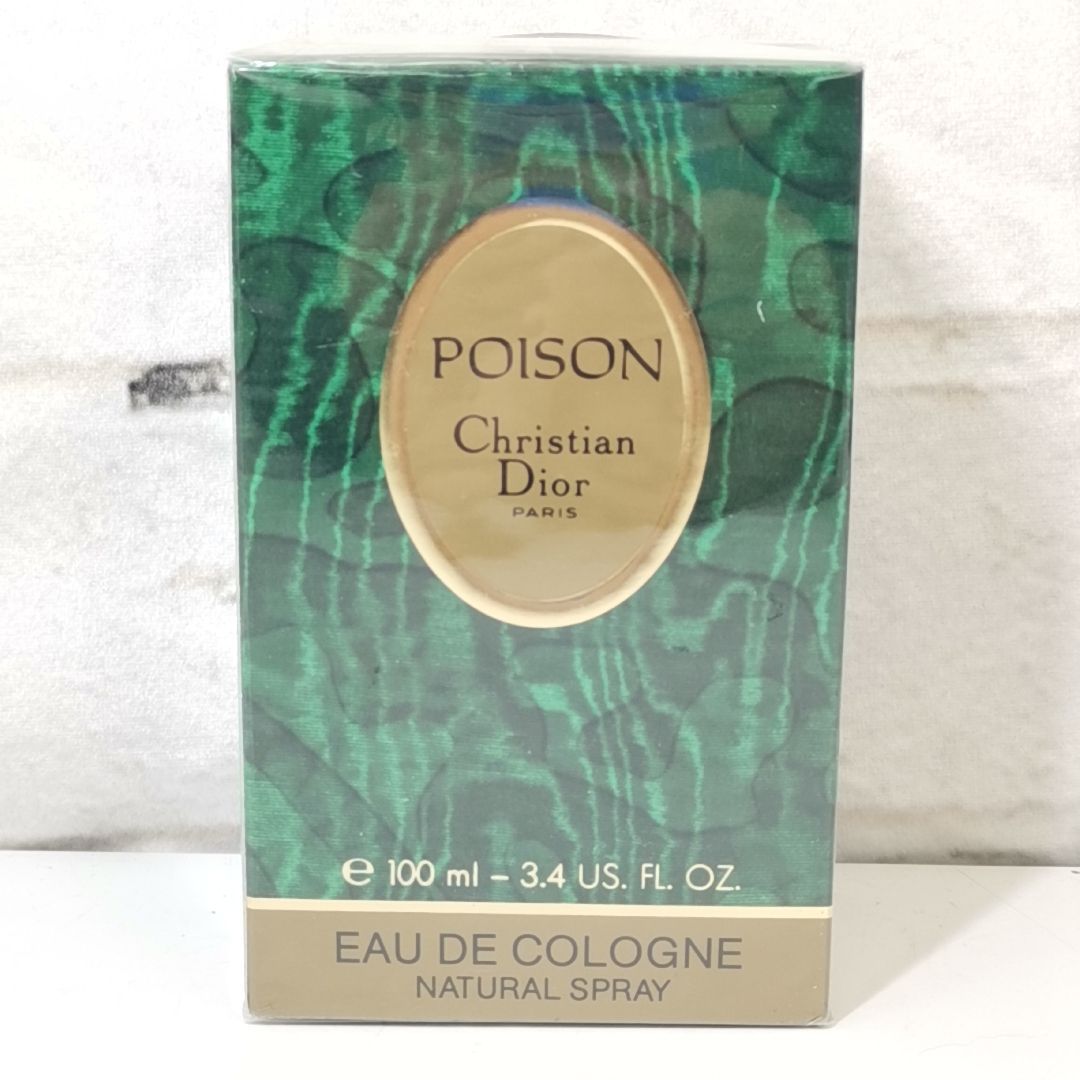 POISON
Christian
Dior
PARIS
℮ 100 ml – 3.4 US. FL. OZ.
EAU DE COLOGNE
NATURAL SPRAY